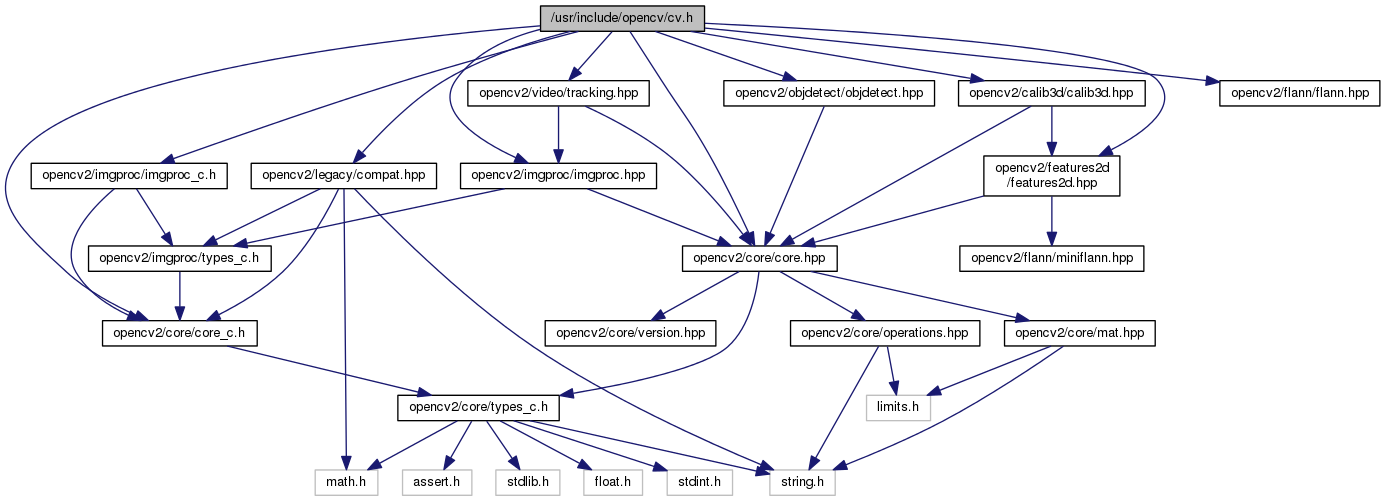 /usr/include/opencv/cv.h
opencv2/video/tracking.hpp
opencv2/objdetect/objdetect.hpp
opencv2/calib3d/calib3d.hpp
opencv2/flann/flann.hpp
opencv2/imgproc/imgproc_c.h
opencv2/legacy/compat.hpp
opencv2/imgproc/imgproc.hpp
opencv2/features2d
/features2d.hpp
opencv2/imgproc/types_c.h
opencv2/core/core.hpp
opencv2/flann/miniflann.hpp
opencv2/core/core_c.h
opencv2/core/version.hpp
opencv2/core/operations.hpp
opencv2/core/mat.hpp
opencv2/core/types_c.h
limits.h
math.h
assert.h
stdlib.h
float.h
stdint.h
string.h